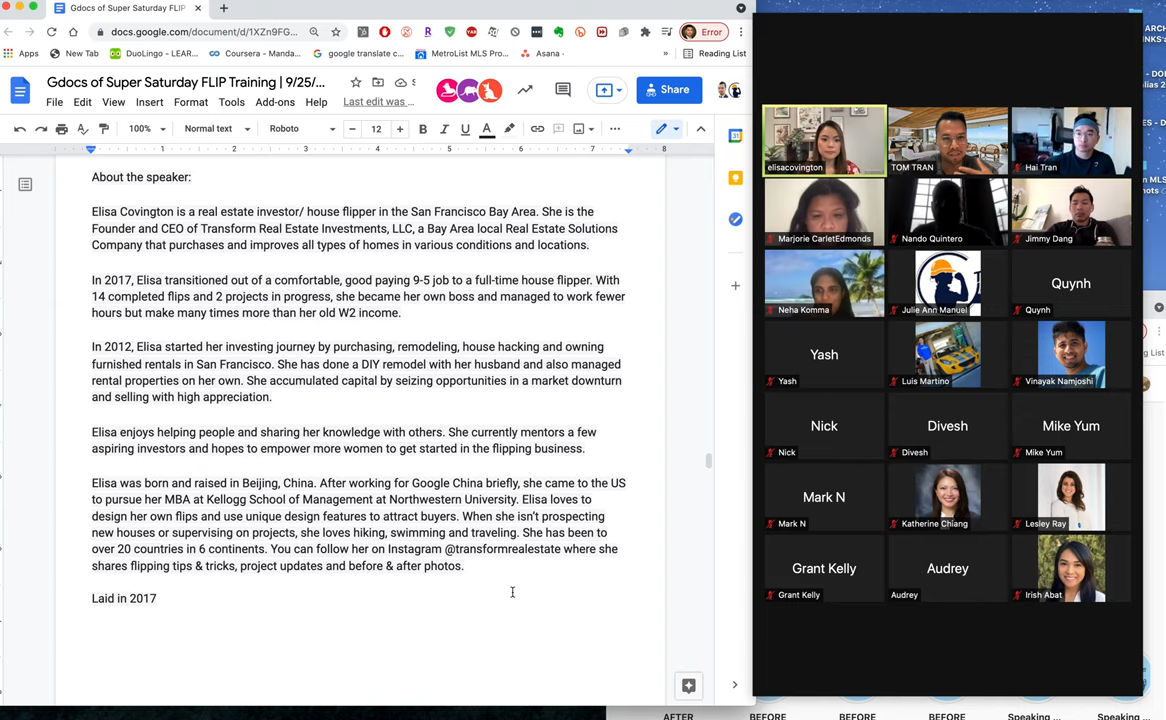 Gdocs of Super Saturday FLIP
docs.google.com/document/d/1XZn9FG...
Error
Apps
New Tab
DuoLingo - LEAR...
Coursera - Manda...
google translate c...
MetroList MLS Pro...
Asana -
»
Reading List
Gdocs of Super Saturday FLIP Training | 9/25/...
File Edit View Insert Format Tools Add-ons Help Last edit was ...
Share
100% Normal text Roboto 12 B I U A
1 2 3 4 5 6 7 8
About the speaker:
Elisa Covington is a real estate investor/ house flipper in the San Francisco Bay Area. She is the
Founder and CEO of Transform Real Estate Investments, LLC, a Bay Area local Real Estate Solutions
Company that purchases and improves all types of homes in various conditions and locations.
In 2017, Elisa transitioned out of a comfortable, good paying 9-5 job to a full-time house flipper. With
14 completed flips and 2 projects in progress, she became her own boss and managed to work fewer
hours but make many times more than her old W2 income.
In 2012, Elisa started her investing journey by purchasing, remodeling, house hacking and owning
furnished rentals in San Francisco. She has done a DIY remodel with her husband and also managed
rental properties on her own. She accumulated capital by seizing opportunities in a market downturn
and selling with high appreciation.
Elisa enjoys helping people and sharing her knowledge with others. She currently mentors a few
aspiring investors and hopes to empower more women to get started in the flipping business.
Elisa was born and raised in Beijing, China. After working for Google China briefly, she came to the US
to pursue her MBA at Kellogg School of Management at Northwestern University. Elisa loves to
design her own flips and use unique design features to attract buyers. When she isn't prospecting
new houses or supervising on projects, she loves hiking, swimming and traveling. She has been to
over 20 countries in 6 continents. You can follow her on Instagram @transformrealestate where she
shares flipping tips & tricks, project updates and before & after photos.
Laid in 2017
elisacovington
TOM TRAN
Hai Tran
Marjorie CarletEdmonds
Nando Quintero
Jimmy Dang
Neha Komma
Julie Ann Manuel
Quynh
Quynh
Yash
Yash
Luis Martino
Vinayak Namjoshi
Nick
Nick
Divesh
Divesh
Mike Yum
Mike Yum
Mark N
Mark N
Katherine Chiang
Lesley Ray
Grant Kelly
Grant Kelly
Audrey
Audrey
Irish Abat
AFTER
BEFORE
BEFORE
BEFORE
Speaking ...
Speaking ...